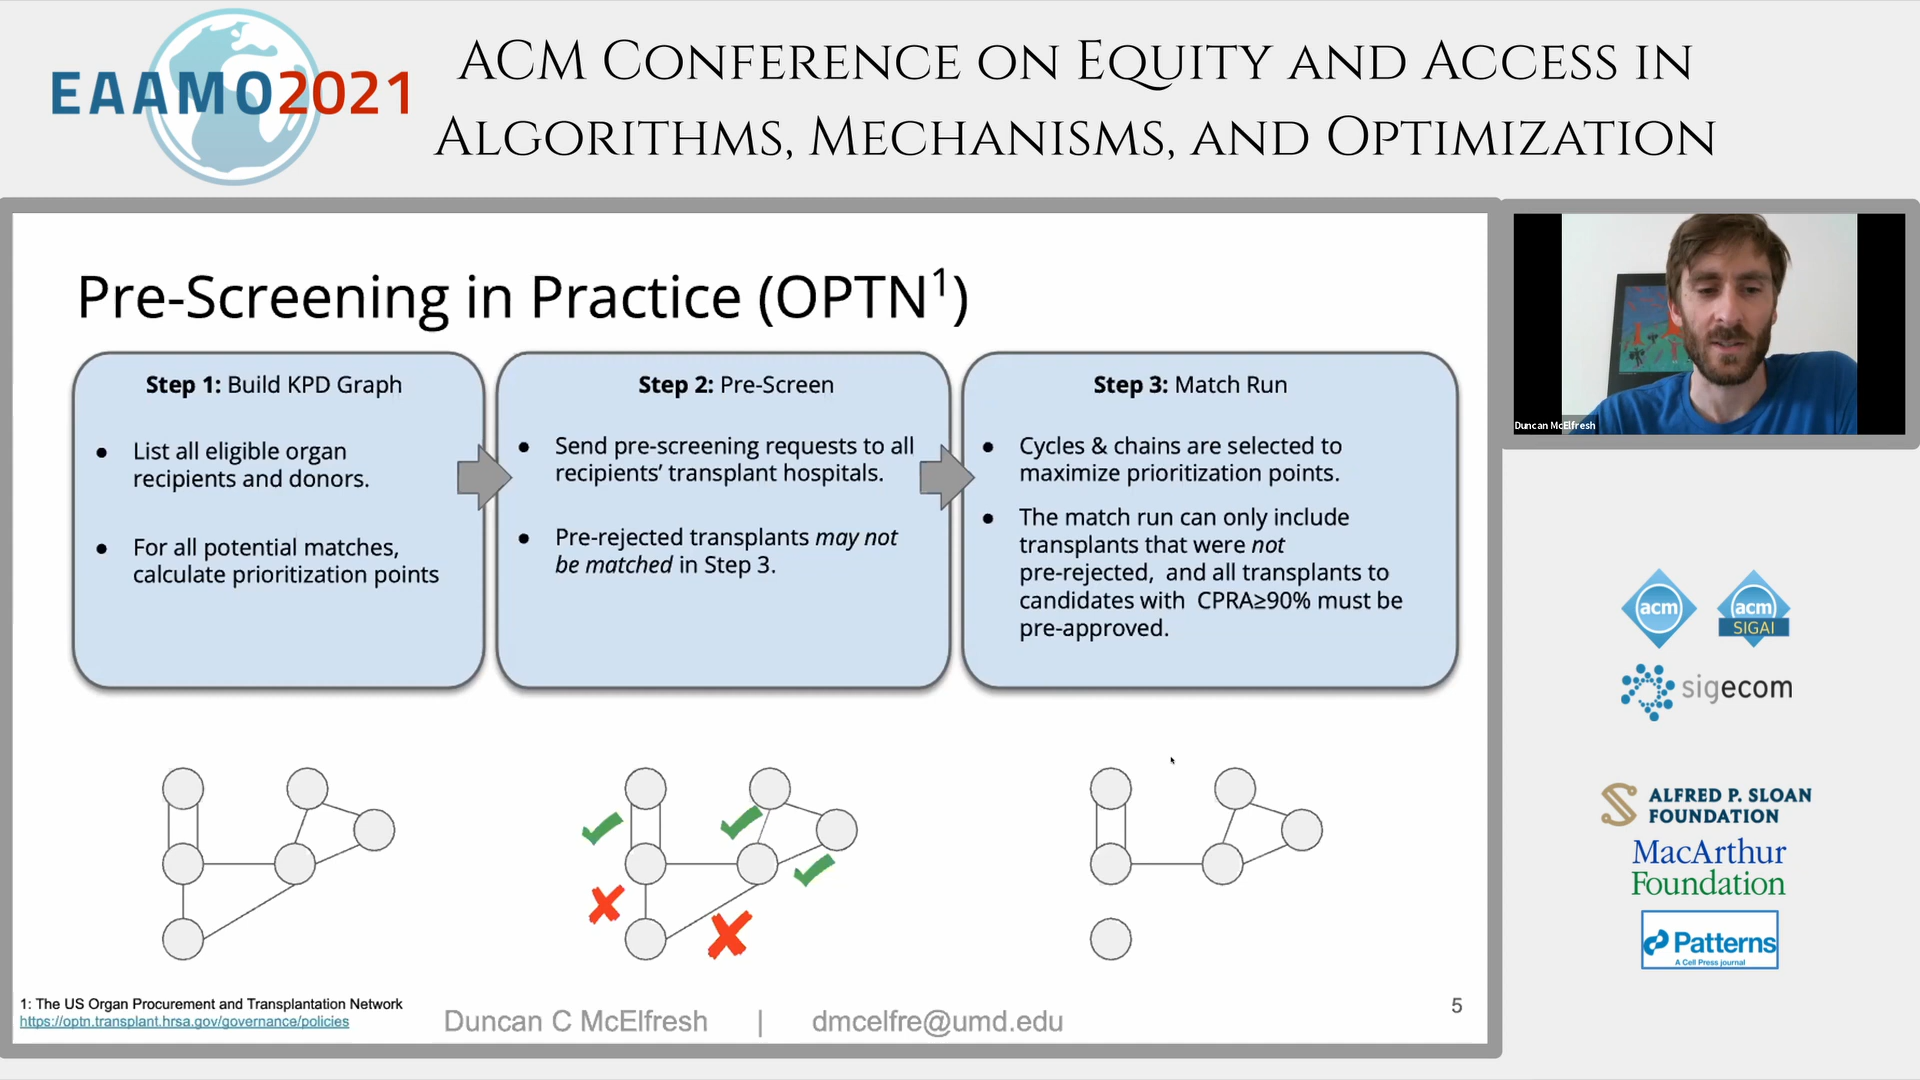 EAAMO2021
ACM Conference on Equity and Access in
Algorithms, Mechanisms, and Optimization
Pre-Screening in Practice (OPTN¹)
Step 1: Build KPD Graph
• List all eligible organ
recipients and donors.
• For all potential matches,
calculate prioritization points
Step 2: Pre-Screen
• Send pre-screening requests to all
recipients’ transplant hospitals.
• Pre-rejected transplants may not
be matched in Step 3.
Step 3: Match Run
• Cycles & chains are selected to
maximize prioritization points.
• The match run can only include
transplants that were not
pre-rejected, and all transplants to
candidates with CPRA≥90% must be
pre-approved.
1: The US Organ Procurement and Transplantation Network
https://optn.transplant.hrsa.gov/governance/policies
Duncan C McElfresh | dmcelfre@umd.edu
5
Duncan McElfresh
acm
acm
SIGAI
sigecom
ALFRED P. SLOAN
FOUNDATION
MacArthur
Foundation
Patterns
A Cell Press journal